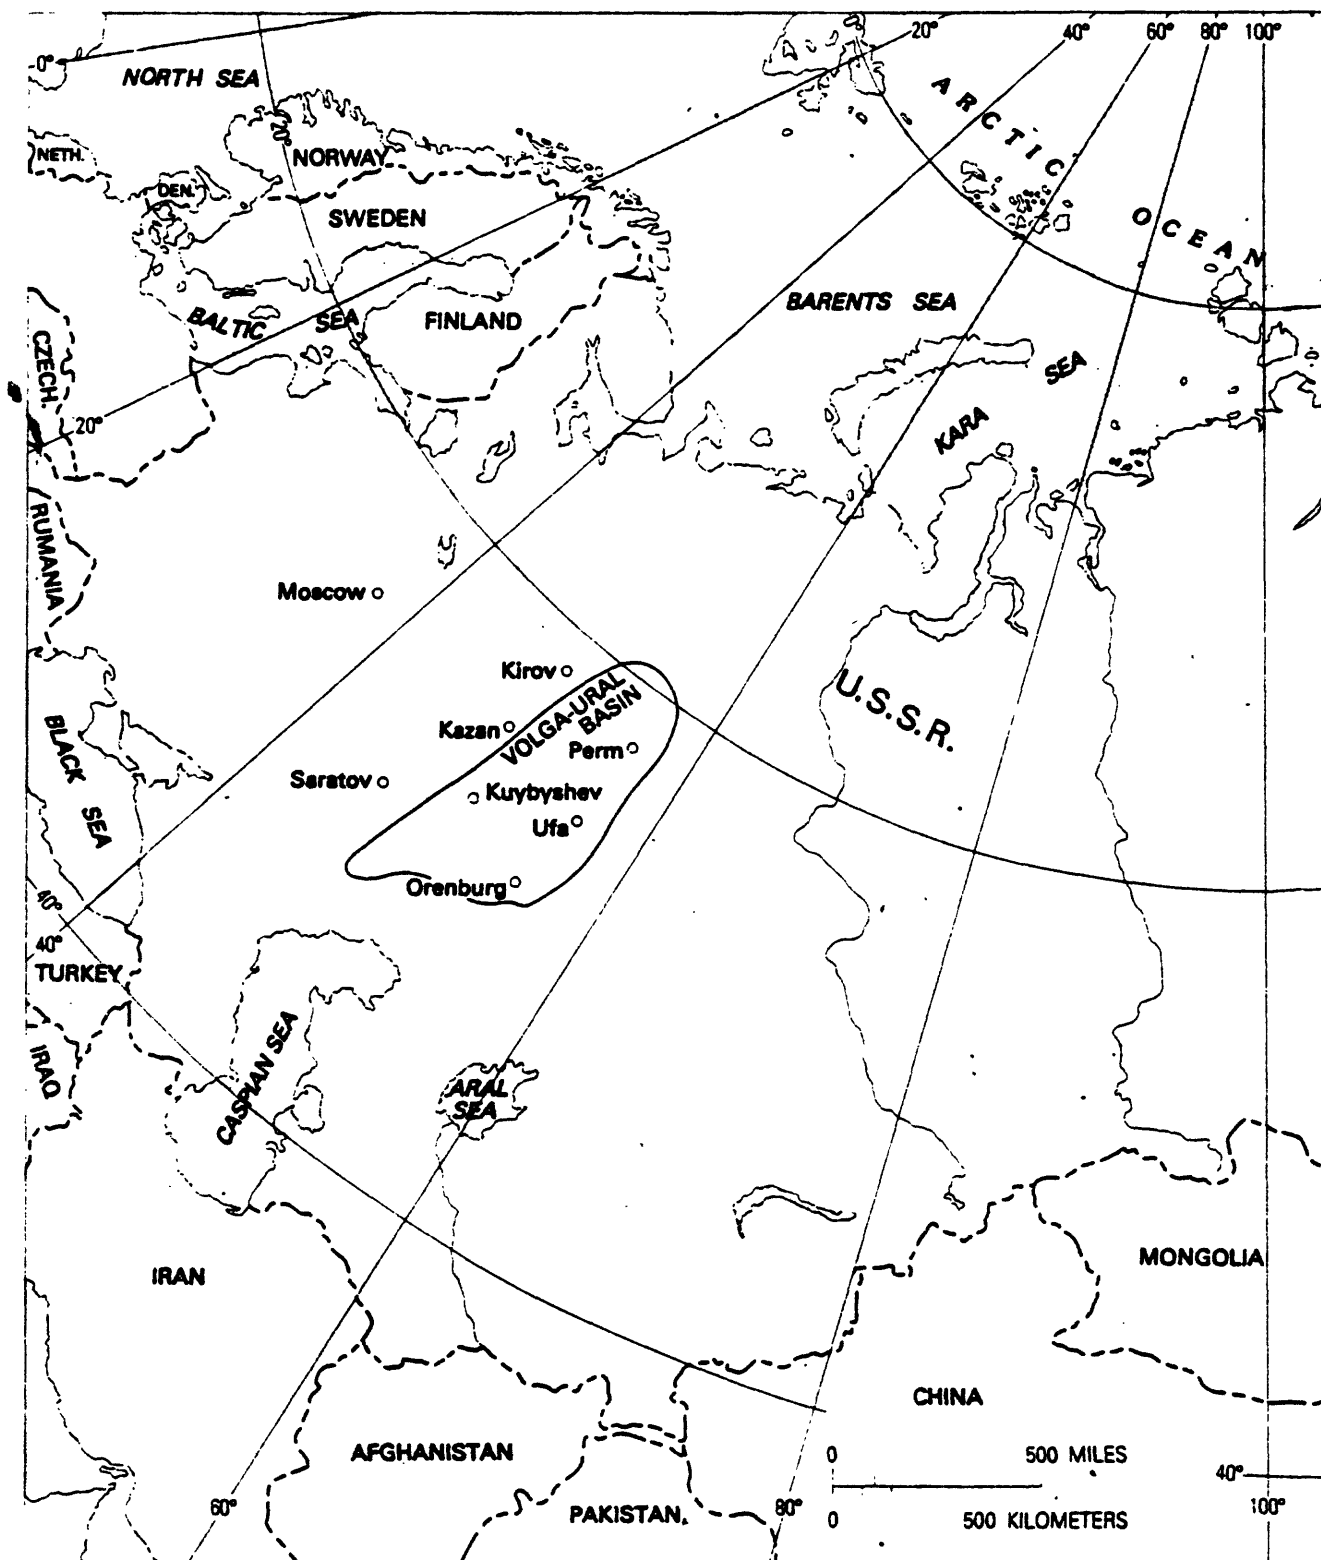 20°
40°
60°
80°
100°
0°
NORTH SEA
ARCTIC
OCEAN
20°
NORWAY
NETH.
DEN.
SWEDEN
BARENTS SEA
BALTIC SEA
FINLAND
CZECH.
KARA SEA
20°
RUMANIA
Moscow
Kirov
VOLGA-URAL
BASIN
U.S.S.R.
BLACK SEA
Kazan
Perm
Saratov
Kuybyshev
Ufa
Orenburg
40°
40°
TURKEY
IRAQ
CASPIAN SEA
ARAL
SEA
IRAN
MONGOLIA
CHINA
AFGHANISTAN
0 500 MILES
40°
60°
PAKISTAN
80°
0 500 KILOMETERS
100°